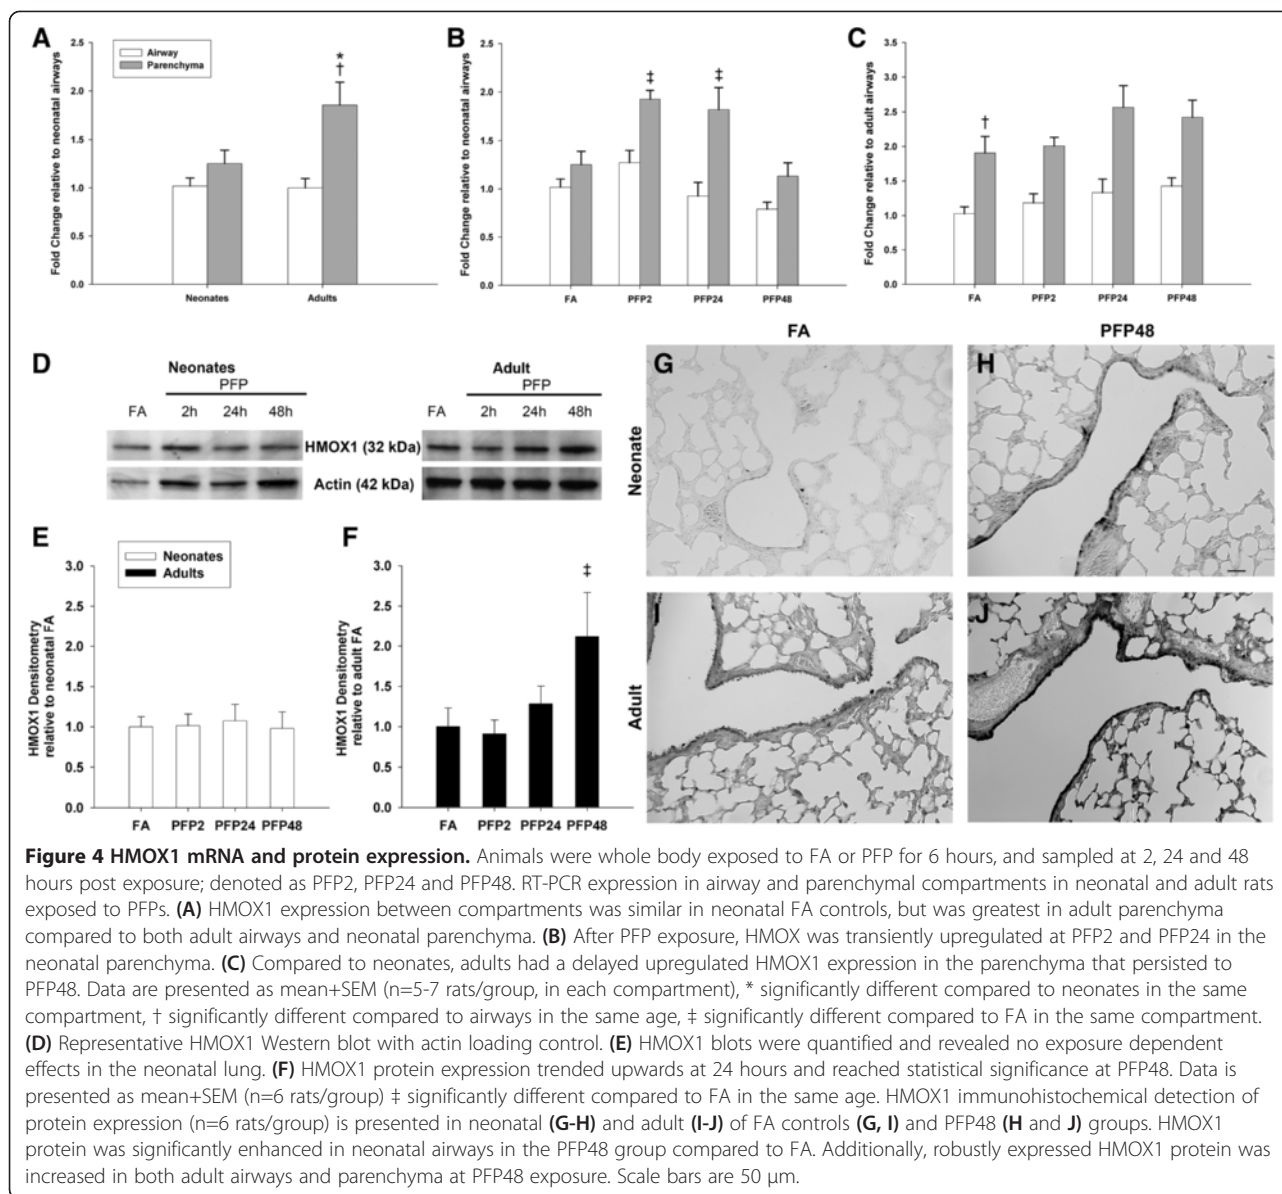 A
Fold Change relative to neonatal airways
2.5
2.0
1.5
1.0
0.5
0.0
Airway
Parenchyma
*
†
Neonates
Adults
B
Fold Change relative to neonatal airways
2.5
2.0
1.5
1.0
0.5
0.0
‡
‡
FA
PFP2
PFP24
PFP48
C
Fold Change relative to adult airways
3.5
3.0
2.5
2.0
1.5
1.0
0.5
0.0
†
FA
PFP2
PFP24
PFP48
D
Neonates
PFP
FA 2h 24h 48h
Adult
PFP
FA 2h 24h 48h
HMOX1 (32 kDa)
Actin (42 kDa)
E
HMOX1 Densitometry
relative to neonatal FA
3.0
2.5
2.0
1.5
1.0
0.5
0.0
Neonates
Adults
FA
PFP2
PFP24
PFP48
F
HMOX1 Densitometry
relative to adult FA
3.0
2.5
2.0
1.5
1.0
0.5
0.0
‡
FA
PFP2
PFP24
PFP48
FA
PFP48
Neonate
Adult
G
H
I
J
Figure 4 HMOX1 mRNA and protein expression. Animals were whole body exposed to FA or PFP for 6 hours, and sampled at 2, 24 and 48
hours post exposure; denoted as PFP2, PFP24 and PFP48. RT-PCR expression in airway and parenchymal compartments in neonatal and adult rats
exposed to PFPs. (A) HMOX1 expression between compartments was similar in neonatal FA controls, but was greatest in adult parenchyma
compared to both adult airways and neonatal parenchyma. (B) After PFP exposure, HMOX was transiently upregulated at PFP2 and PFP24 in the
neonatal parenchyma. (C) Compared to neonates, adults had a delayed upregulated HMOX1 expression in the parenchyma that persisted to
PFP48. Data are presented as mean+SEM (n=5-7 rats/group, in each compartment), * significantly different compared to neonates in the same
compartment, † significantly different compared to airways in the same age, ‡ significantly different compared to FA in the same compartment.
(D) Representative HMOX1 Western blot with actin loading control. (E) HMOX1 blots were quantified and revealed no exposure dependent
effects in the neonatal lung. (F) HMOX1 protein expression trended upwards at 24 hours and reached statistical significance at PFP48. Data is
presented as mean+SEM (n=6 rats/group) ‡ significantly different compared to FA in the same age. HMOX1 immunohistochemical detection of
protein expression (n=6 rats/group) is presented in neonatal (G-H) and adult (I-J) of FA controls (G, I) and PFP48 (H and J) groups. HMOX1
protein was significantly enhanced in neonatal airways in the PFP48 group compared to FA. Additionally, robustly expressed HMOX1 protein was
increased in both adult airways and parenchyma at PFP48 exposure. Scale bars are 50 μm.